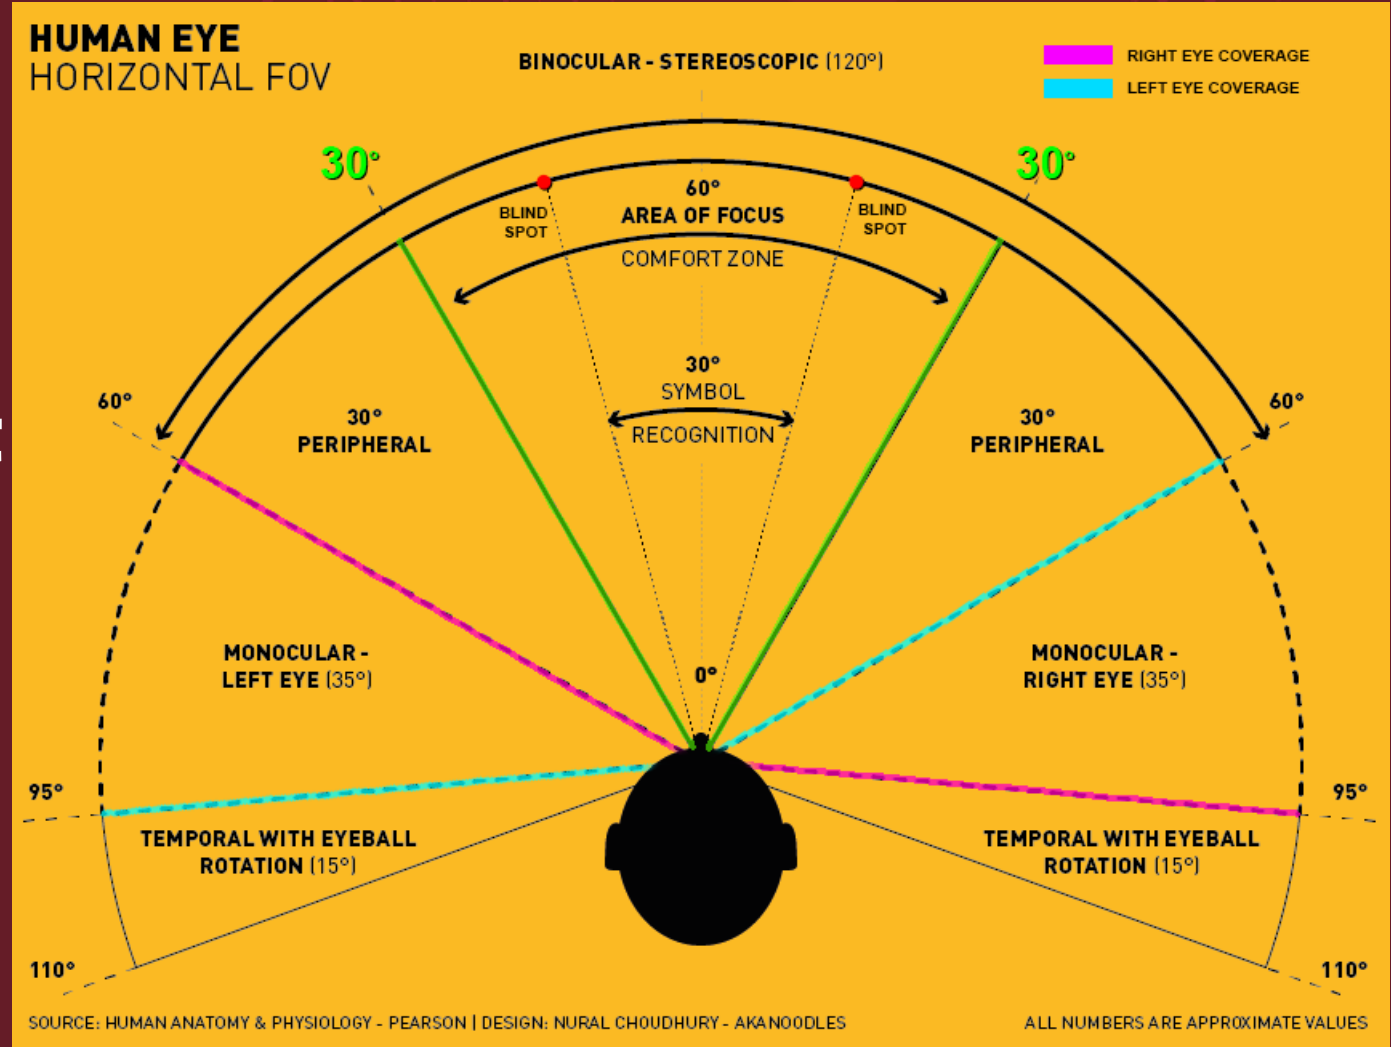 HUMAN EYE
HORIZONTAL FOV
BINOCULAR - STEREOSCOPIC (120°)
RIGHT EYE COVERAGE
LEFT EYE COVERAGE
30°
30°
BLIND
SPOT
60°
AREA OF FOCUS
COMFORT ZONE
BLIND
SPOT
30°
SYMBOL
RECOGNITION
60°
60°
30°
PERIPHERAL
30°
PERIPHERAL
MONOCULAR -
LEFT EYE (35°)
0°
MONOCULAR -
RIGHT EYE (35°)
95°
95°
TEMPORAL WITH EYEBALL
ROTATION (15°)
TEMPORAL WITH EYEBALL
ROTATION (15°)
110°
110°
SOURCE: HUMAN ANATOMY & PHYSIOLOGY - PEARSON | DESIGN: NURAL CHOUDHURY - AKANOODLES
ALL NUMBERS ARE APPROXIMATE VALUES